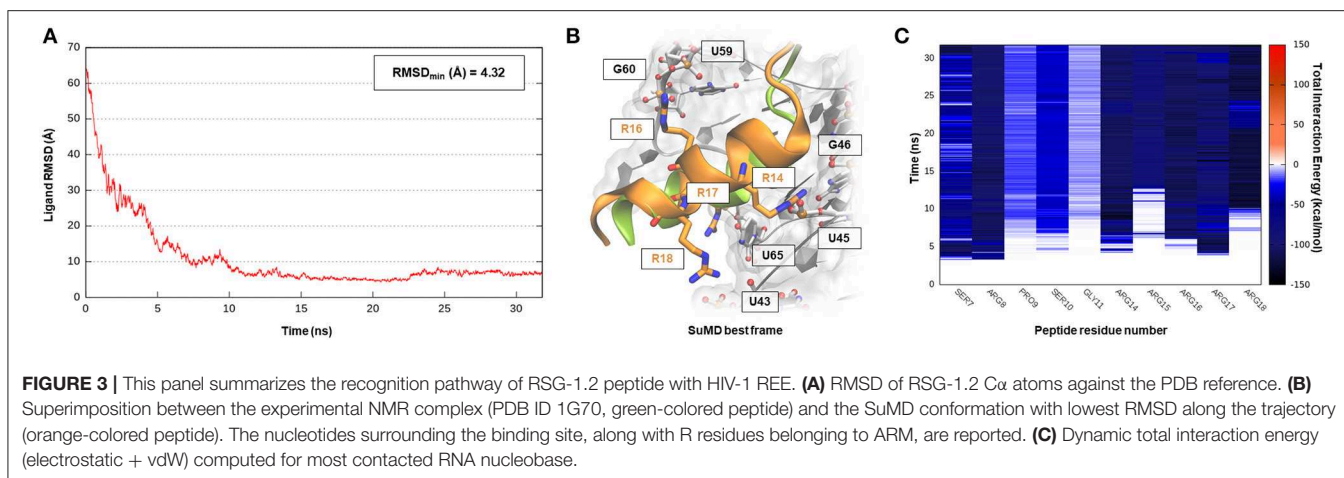 A
B
C
70
60
50
40
30
20
10
0
Ligand RMSD (Å)
RMSDmin (Å) = 4.32
0 5 10 15 20 25 30
Time (ns)
U59
G60
R16
G46
R14
R17
U45
U65
R18
U43
SuMD best frame
30
25
20
15
10
5
0
Time (ns)
SER7 ARG8 PRO9 SER10 GLY11 ARG14 ARG15 ARG16 ARG17 ARG18
Peptide residue number
150
100
50
0
-50
-100
-150
Total Interaction Energy (kcal/mol)
FIGURE 3 | This panel summarizes the recognition pathway of RSG-1.2 peptide with HIV-1 REE. (A) RMSD of RSG-1.2 Cα atoms against the PDB reference. (B)
Superimposition between the experimental NMR complex (PDB ID 1G70, green-colored peptide) and the SuMD conformation with lowest RMSD along the trajectory
(orange-colored peptide). The nucleotides surrounding the binding site, along with R residues belonging to ARM, are reported. (C) Dynamic total interaction energy
(electrostatic + vdW) computed for most contacted RNA nucleobase.